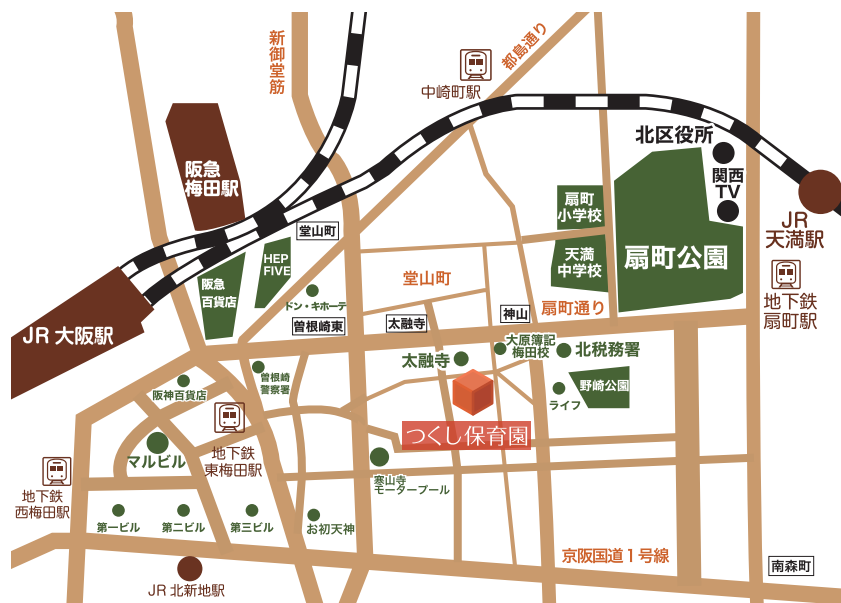 新御堂筋
都島通り
中崎町駅
北区役所
関西
TV
阪急
梅田駅
扇町
小学校
JR
天満駅
堂山町
HEP
FIVE
天満
中学校
扇町公園
堂山町
阪急
百貨店
ドン・キホーテ
扇町通り
地下鉄
扇町駅
神山
曽根崎東
太融寺
JR 大阪駅
大原簿記
梅田校
北税務署
太融寺
曽根崎
警察署
野崎公園
阪神百貨店
ライフ
つくし保育園
地下鉄
東梅田駅
マルビル
地下鉄
西梅田駅
寒山寺
モータープール
第一ビル
第二ビル
第三ビル
お初天神
京阪国道1号線
南森町
JR 北新地駅